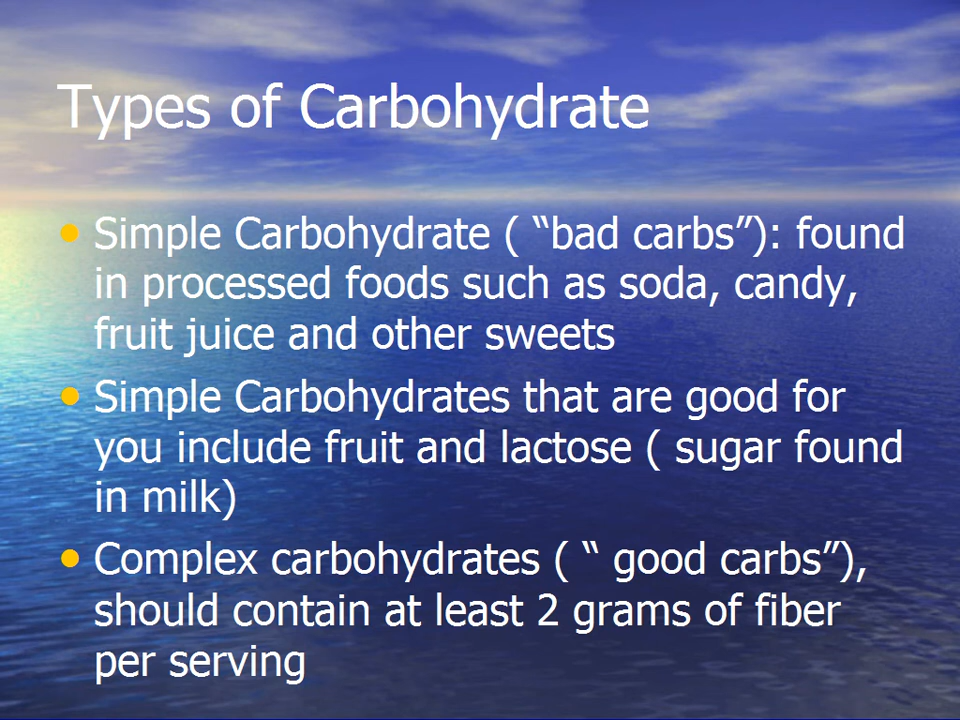 Types of Carbohydrate
• Simple Carbohydrate ( “bad carbs”): found
in processed foods such as soda, candy,
fruit juice and other sweets
• Simple Carbohydrates that are good for
you include fruit and lactose ( sugar found
in milk)
• Complex carbohydrates ( “ good carbs”),
should contain at least 2 grams of fiber
per serving